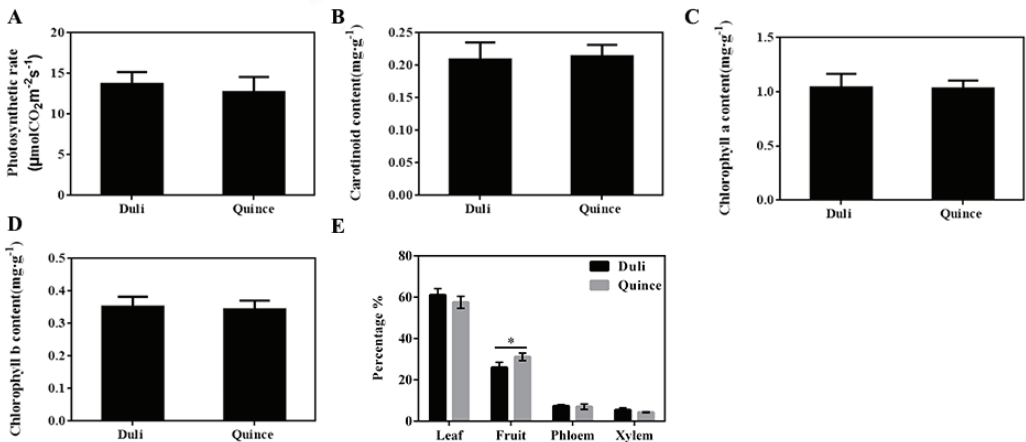 A
Photosynthetic rate
(µmolCO₂m⁻²s⁻¹)
20
15
10
5
0
Duli Quince
B
Carotinoid content(mg·g⁻¹)
0.25
0.20
0.15
0.10
0.05
0.00
Duli Quince
C
Chlorophyll a content(mg·g⁻¹)
1.5
1.0
0.5
0.0
Duli Quince
D
Chlorophyll b content(mg·g⁻¹)
0.5
0.4
0.3
0.2
0.1
0.0
Duli Quince
E
Percentage %
80
60
40
20
0
Duli
Quince
*
Leaf Fruit Phloem Xylem